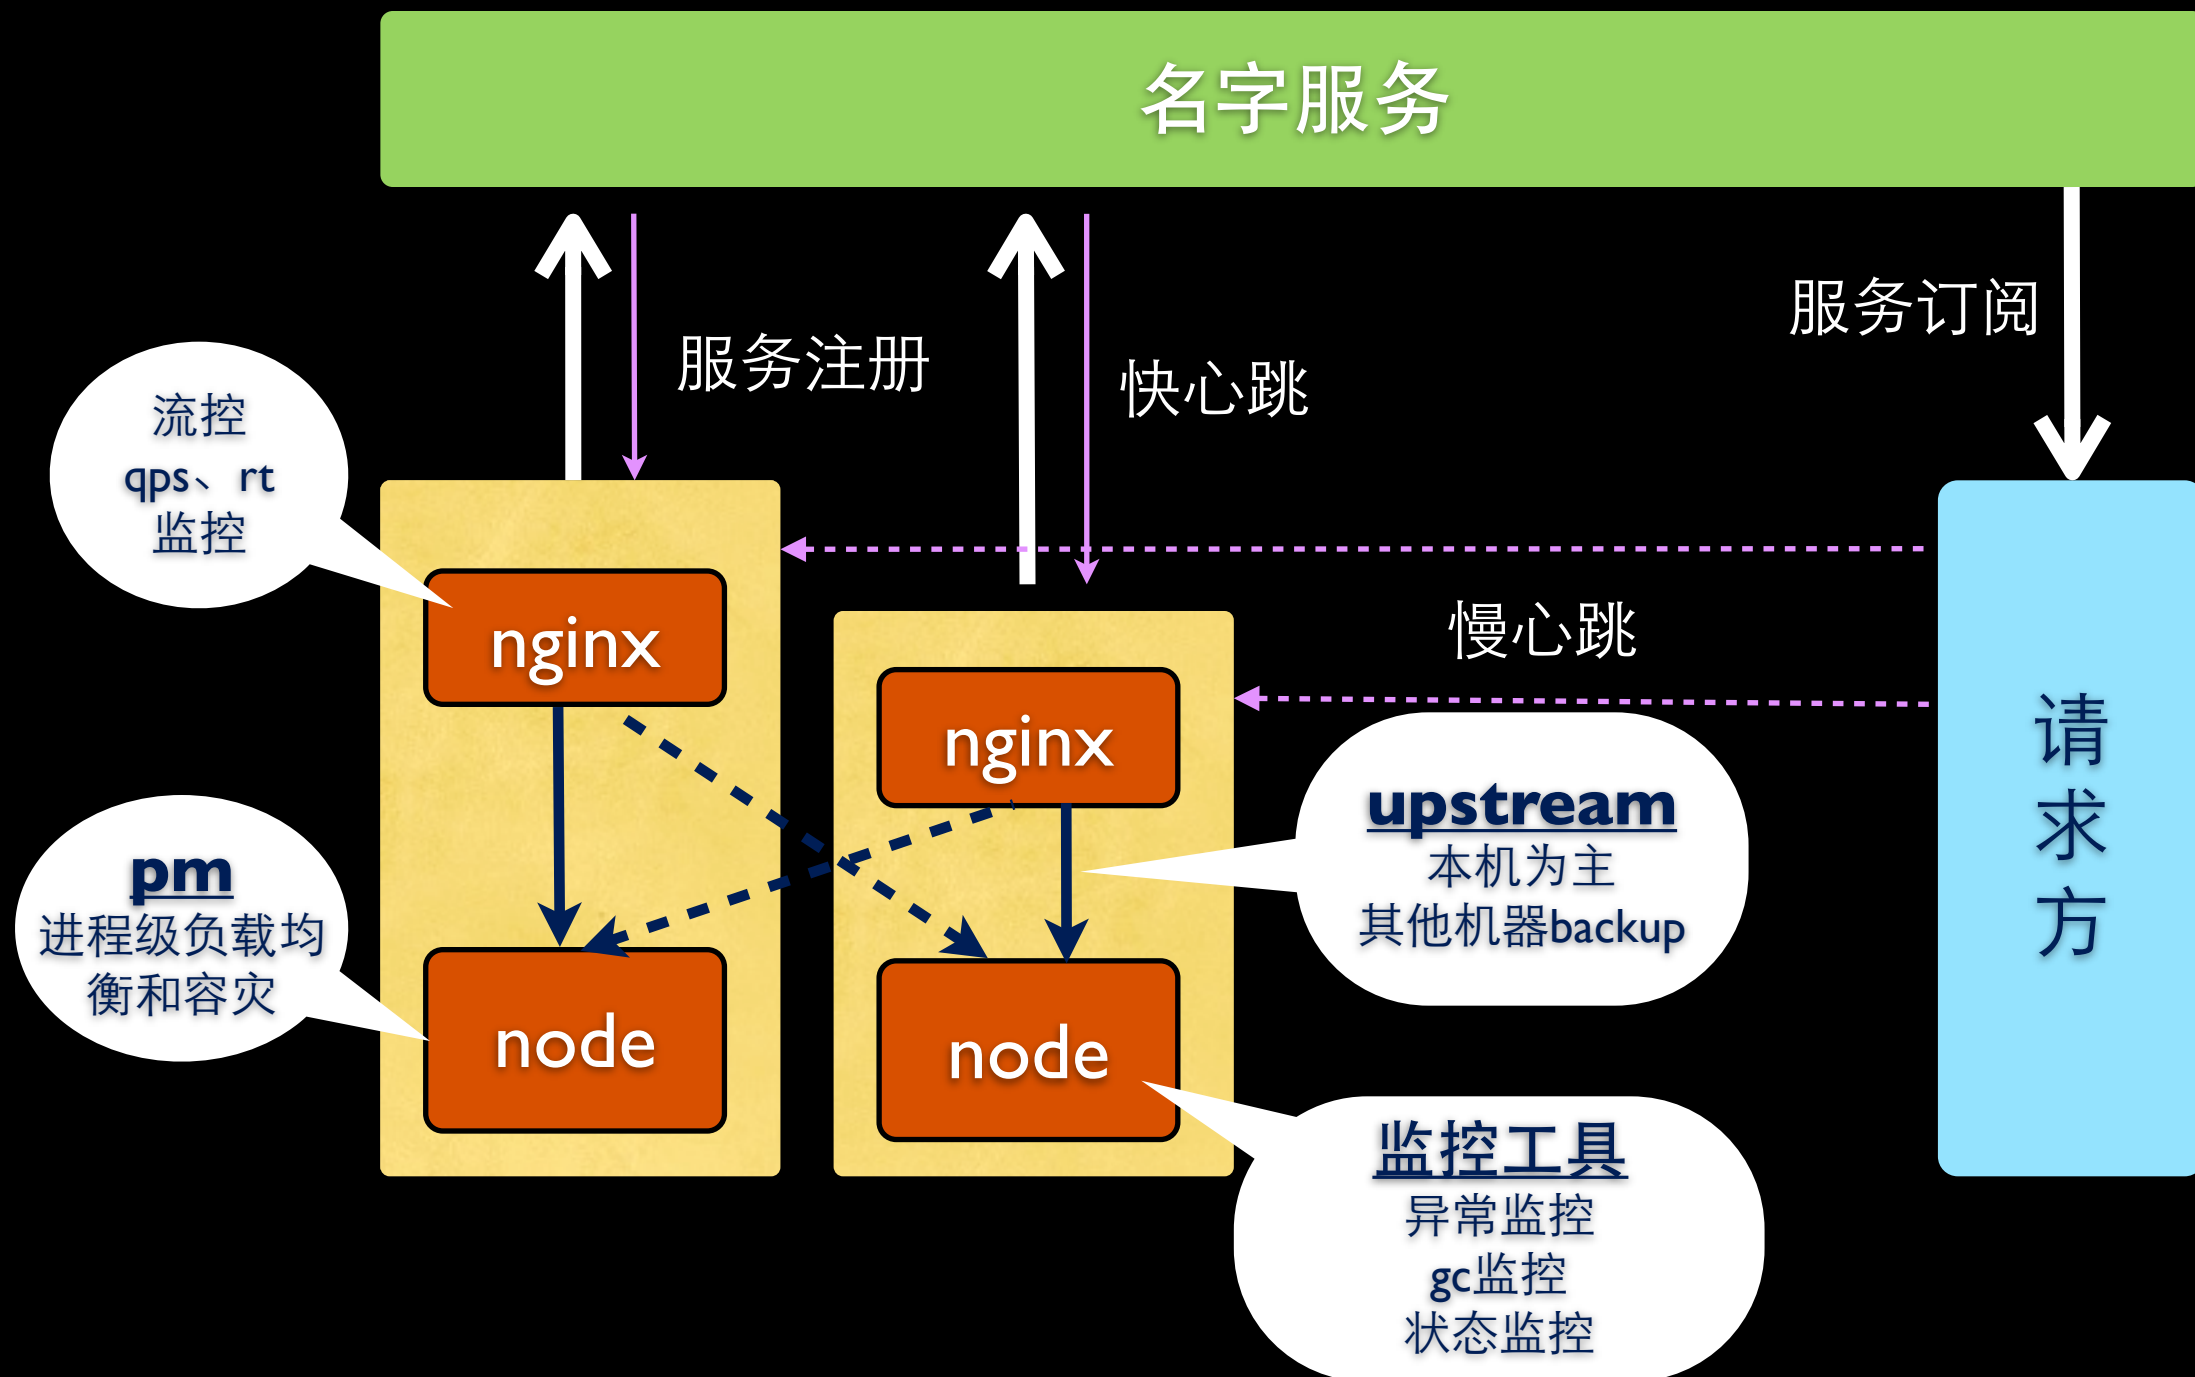 名字服务
服务订阅
服务注册
快心跳
流控
qps、rt
监控
慢心跳
nginx
nginx
请
求
方
upstream
本机为主
其他机器backup
pm
进程级负载均
衡和容灾
node
node
监控工具
异常监控
gc监控
状态监控